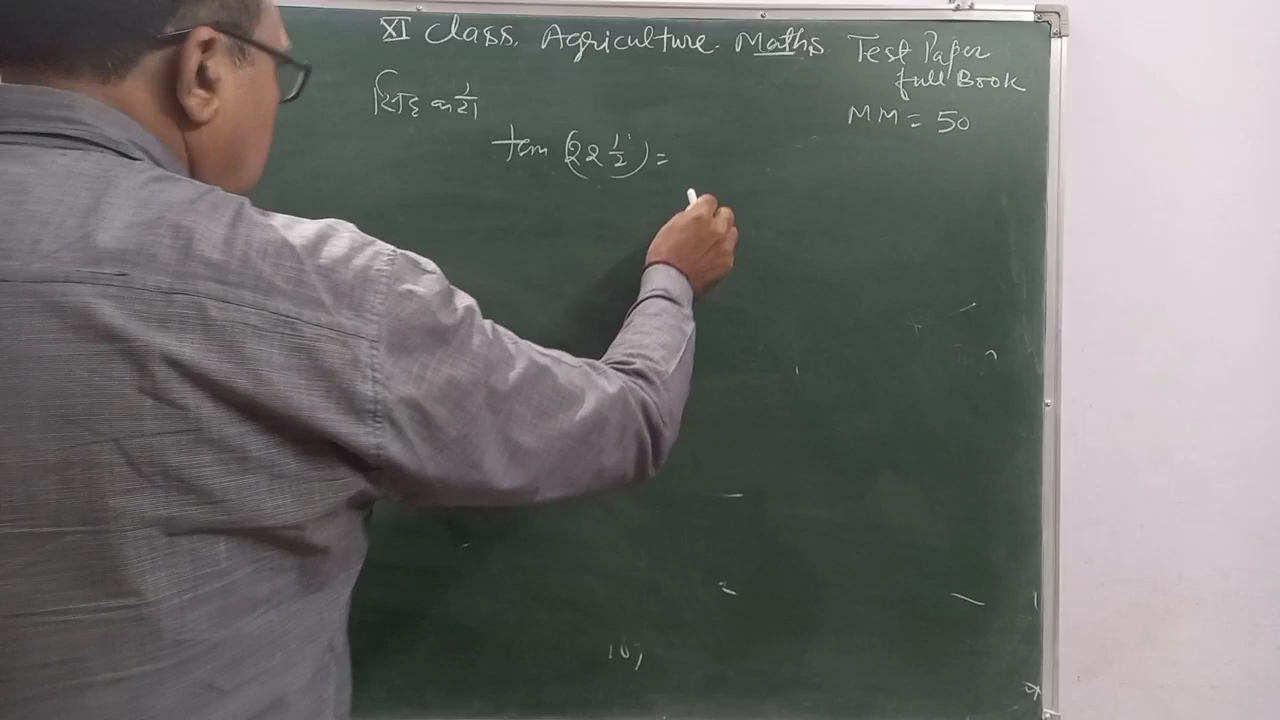 XI Class. Agriculture. Maths Test Paper
full Book
MM = 50
सिद्ध करो
tan (22 1/2°) =